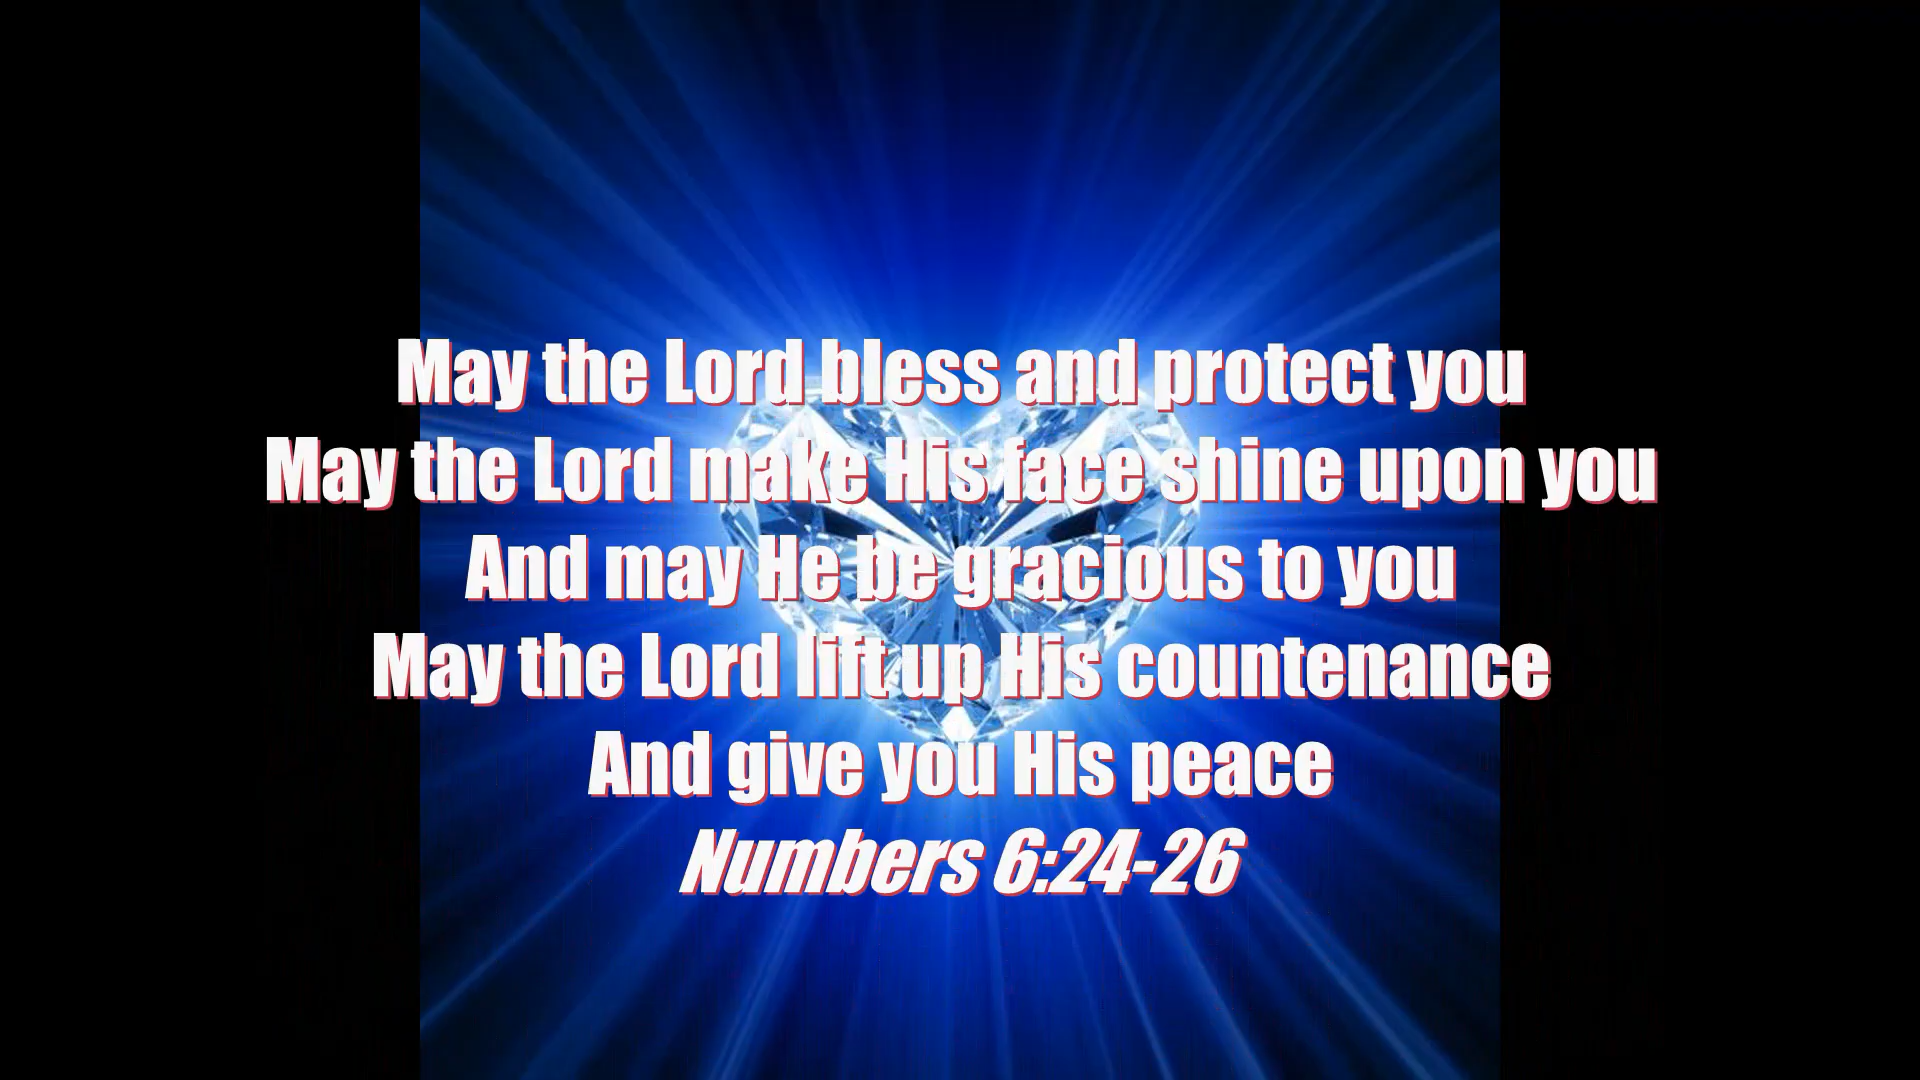 May the Lord bless and protect you
May the Lord make His face shine upon you
And may He be gracious to you
May the Lord lift up His countenance
And give you His peace
Numbers 6:24-26